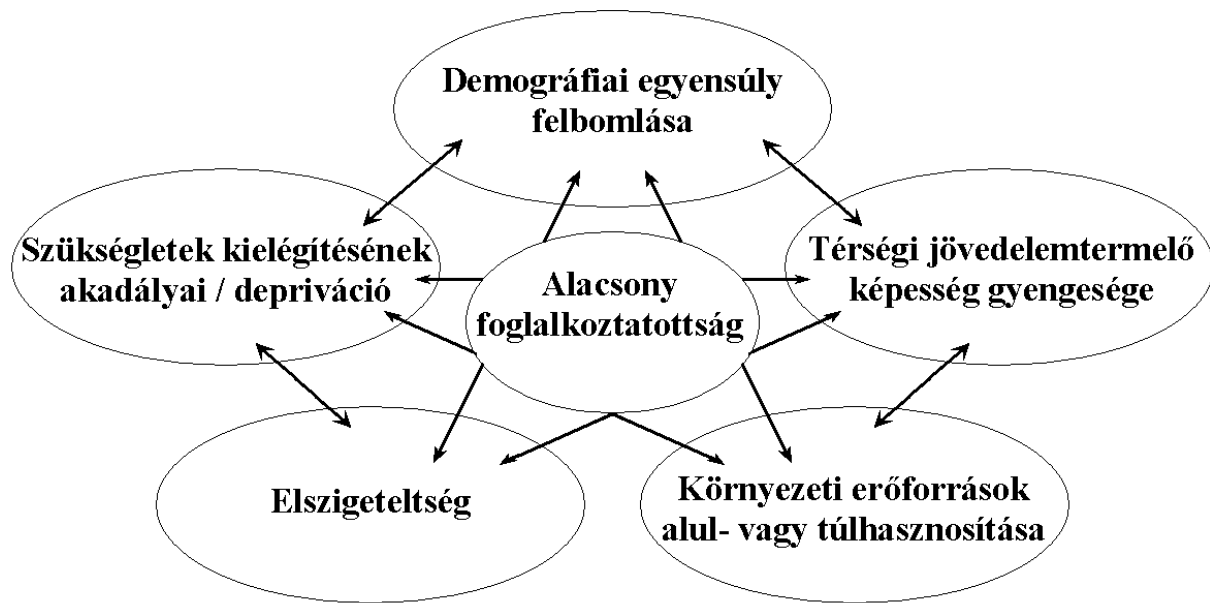 Demográfiai egyensúly
felbomlása
Szükségletek kielégítésének
akadályai / depriváció
Térségi jövedelemtermelő
képesség gyengesége
Alacsony
foglalkoztatottság
Elszigeteltség
Környezeti erőforrások
alul- vagy túlhasznosítása